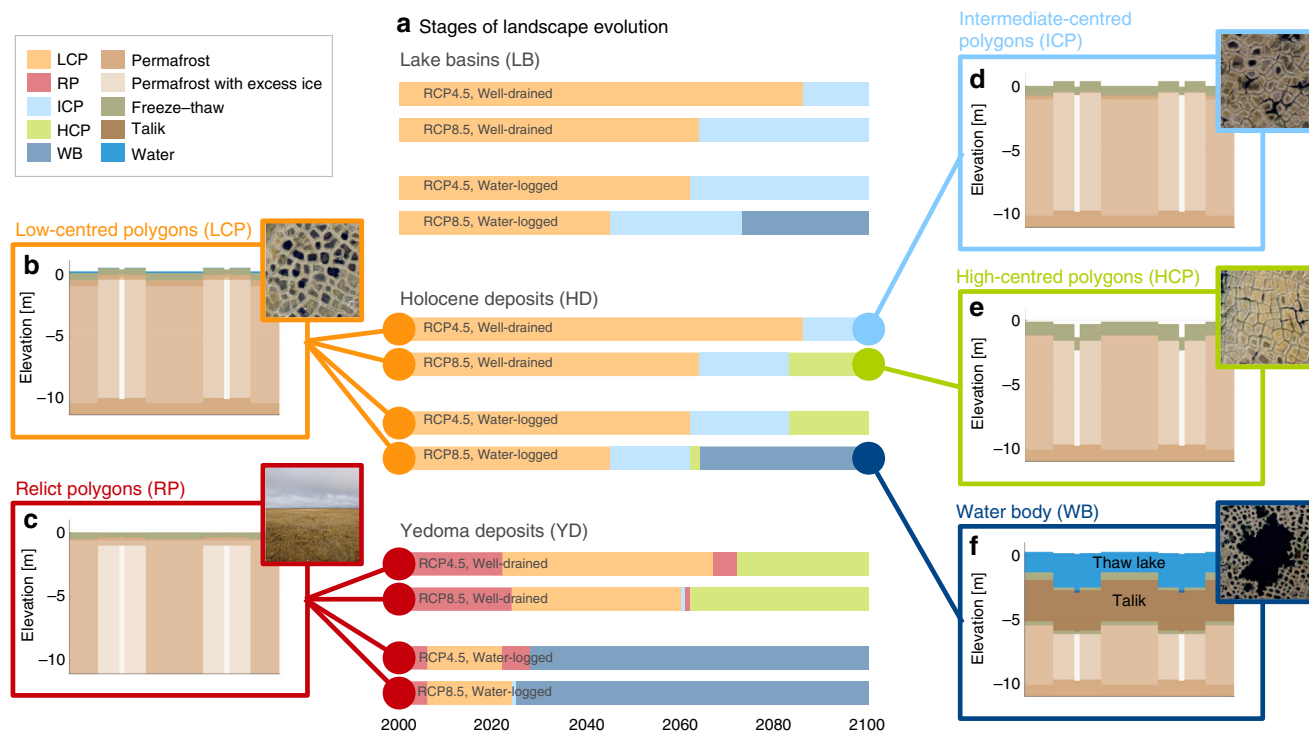 a Stages of landscape evolution
LCP
RP
ICP
HCP
WB
Permafrost
Permafrost with excess ice
Freeze–thaw
Talik
Water
Lake basins (LB)
RCP4.5, Well-drained
RCP8.5, Well-drained
RCP4.5, Water-logged
RCP8.5, Water-logged
Holocene deposits (HD)
RCP4.5, Well-drained
RCP8.5, Well-drained
RCP4.5, Water-logged
RCP8.5, Water-logged
Yedoma deposits (YD)
RCP4.5, Well-drained
RCP8.5, Well-drained
RCP4.5, Water-logged
RCP8.5, Water-logged
2000 2020 2040 2060 2080 2100
Low-centred polygons (LCP)
b
Elevation [m]
0
−5
−10
Relict polygons (RP)
c
Elevation [m]
0
−5
−10
Intermediate-centred
polygons (ICP)
d
Elevation [m]
0
−5
−10
High-centred polygons (HCP)
e
Elevation [m]
0
−5
−10
Water body (WB)
f
Elevation [m]
0
−5
−10
Thaw lake
Talik